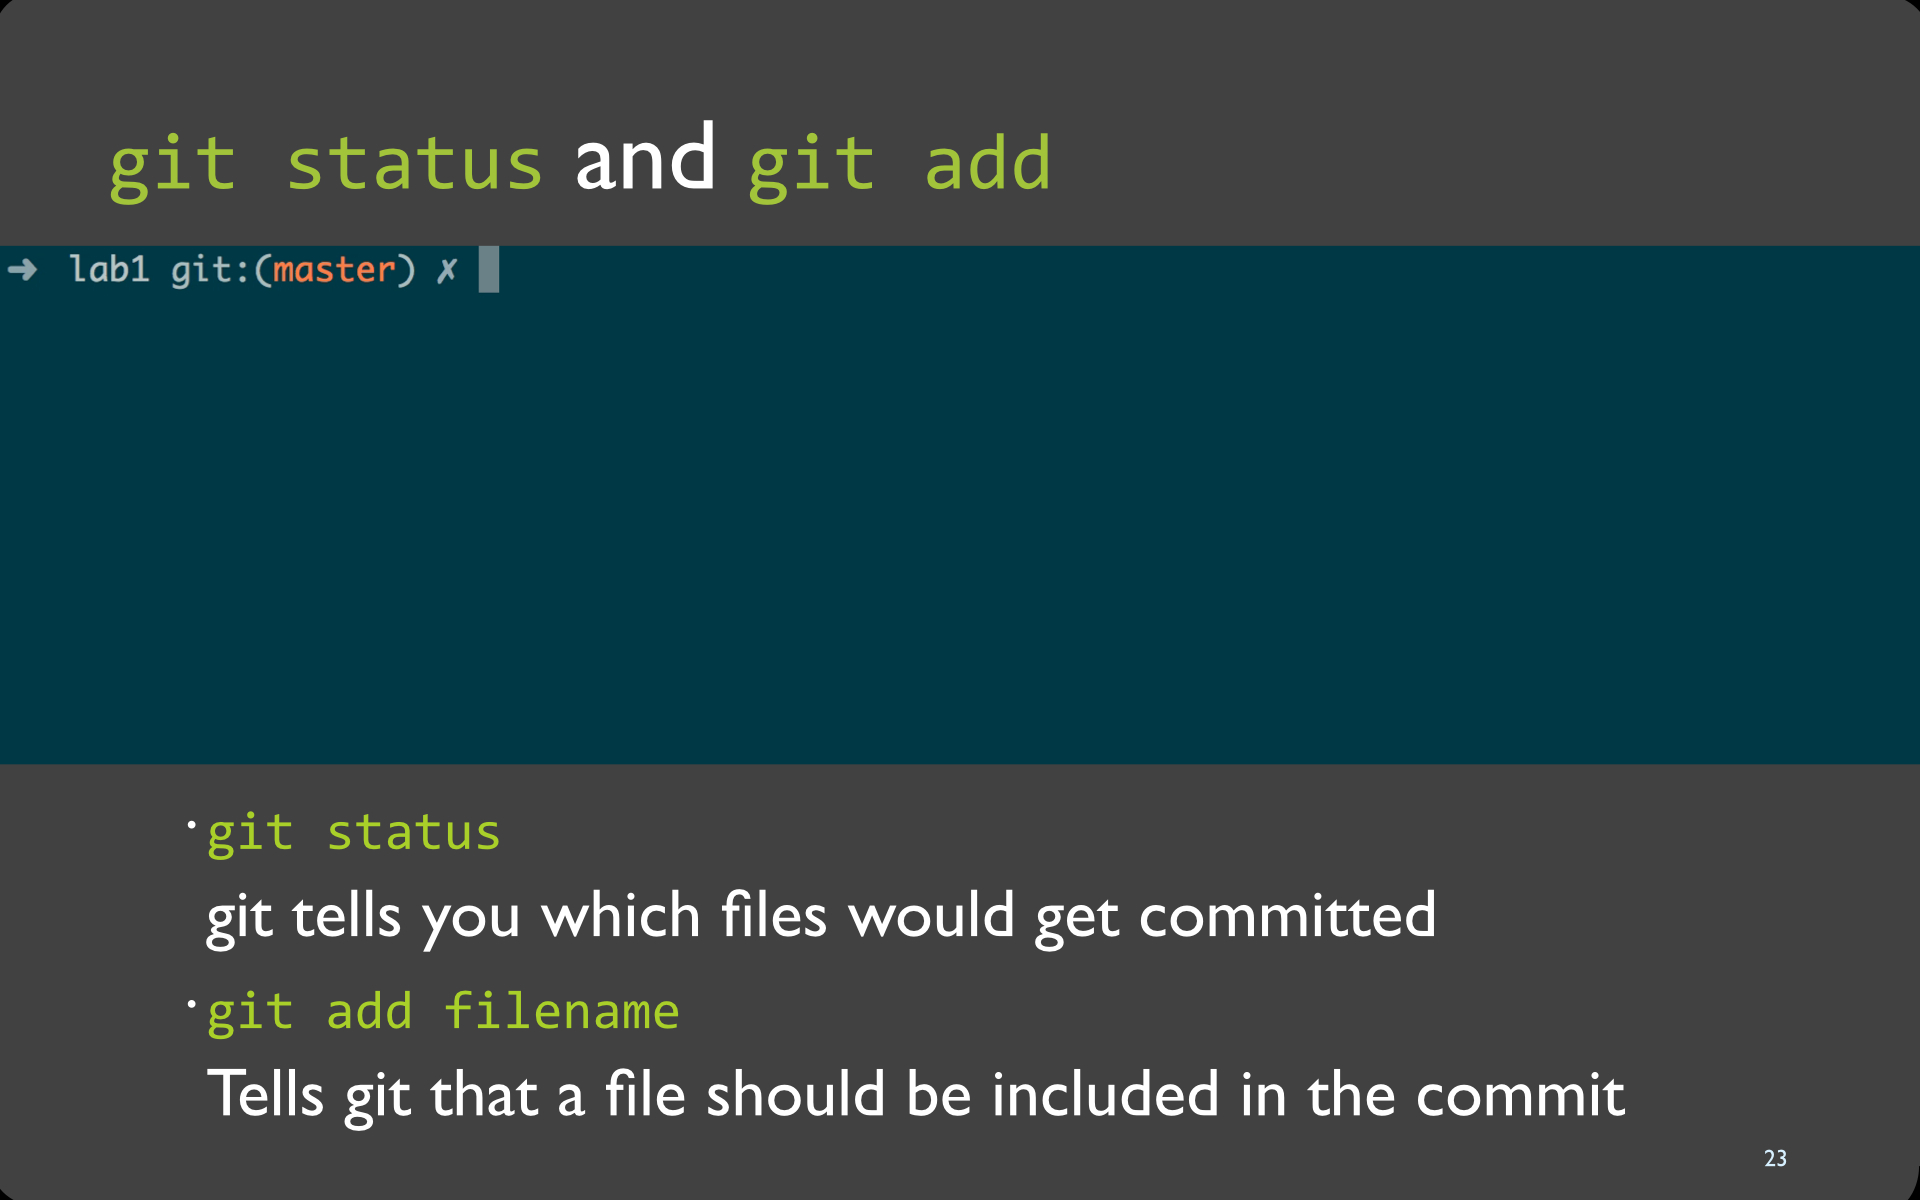 git status and git add
➜ lab1 git:(master) ✗
• git status
git tells you which files would get committed
• git add filename
Tells git that a file should be included in the commit
23